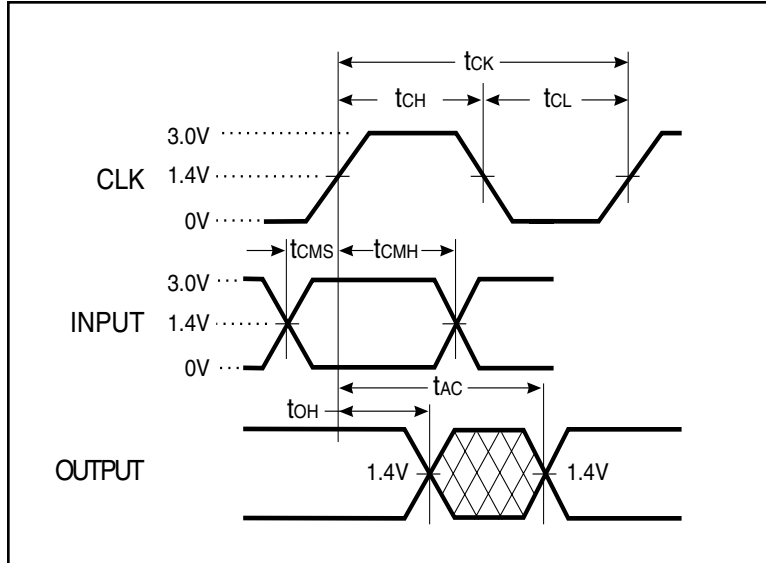 tCK
tCH tCL
3.0V
CLK 1.4V
0V
tCMS tCMH
3.0V
INPUT 1.4V
0V
tAC
tOH
OUTPUT 1.4V 1.4V